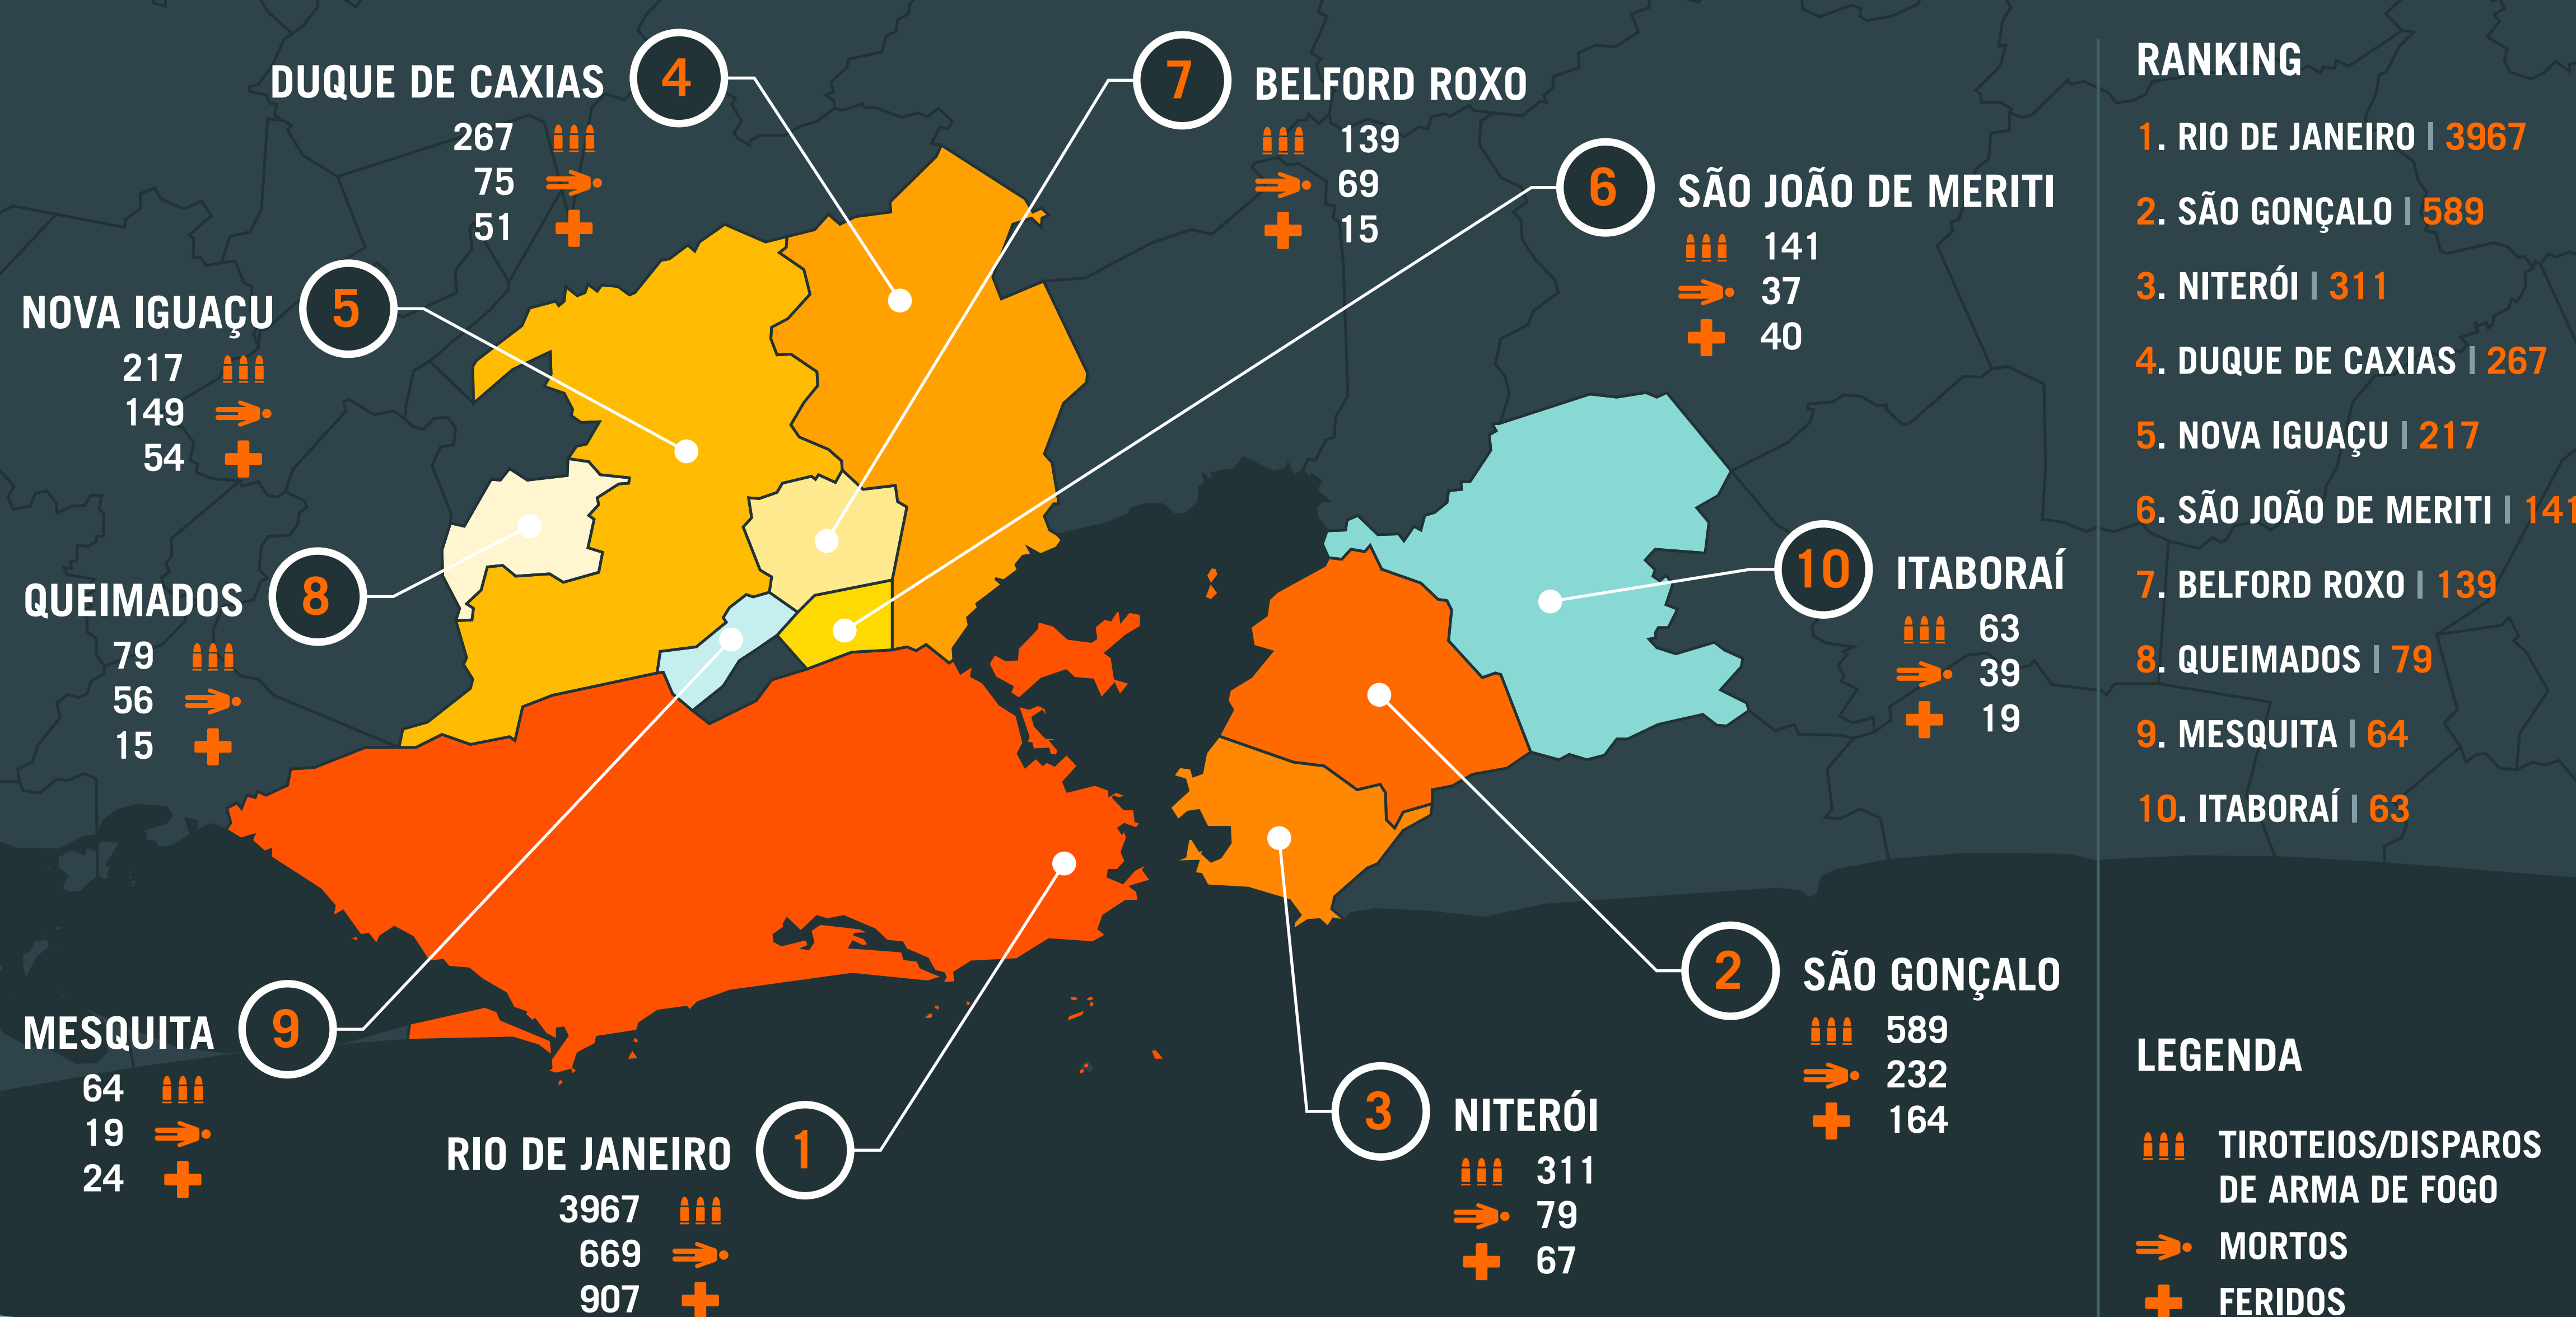 DUQUE DE CAXIAS
4
267
75
51
7
BELFORD ROXO
139
69
15
6
SÃO JOÃO DE MERITI
141
37
40
NOVA IGUAÇU
5
217
149
54
QUEIMADOS
8
79
56
15
10
ITABORAÍ
63
39
19
MESQUITA
9
64
19
24
RIO DE JANEIRO
1
3967
669
907
3
NITERÓI
311
79
67
2
SÃO GONÇALO
589
232
164
RANKING
1. RIO DE JANEIRO | 3967
2. SÃO GONÇALO | 589
3. NITERÓI | 311
4. DUQUE DE CAXIAS | 267
5. NOVA IGUAÇU | 217
6. SÃO JOÃO DE MERITI | 141
7. BELFORD ROXO | 139
8. QUEIMADOS | 79
9. MESQUITA | 64
10. ITABORAÍ | 63
LEGENDA
TIROTEIOS/DISPAROS
DE ARMA DE FOGO
MORTOS
FERIDOS